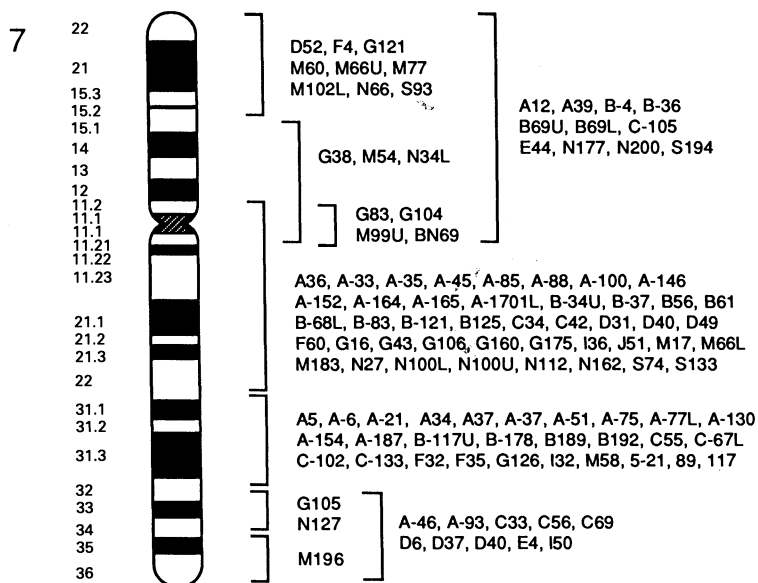 7
22
21
15.3
15.2
15.1
14
13
12
11.2
11.1
11.1
11.21
11.22
11.23
21.1
21.2
21.3
22
31.1
31.2
31.3
32
33
34
35
36
D52, F4, G121
M60, M66U, M77
M102L, N66, S93
A12, A39, B-4, B-36
B69U, B69L, C-105
E44, N177, N200, S194
G38, M54, N34L
G83, G104
M99U, BN69
A36, A-33, A-35, A-45, A-85, A-88, A-100, A-146
A-152, A-164, A-165, A-1701L, B-34U, B-37, B56, B61
B-68L, B-83, B-121, B125, C34, C42, D31, D40, D49
F60, G16, G43, G106, G160, G175, I36, J51, M17, M66L
M183, N27, N100L, N100U, N112, N162, S74, S133
A5, A-6, A-21, A34, A37, A-37, A-51, A-75, A-77L, A-130
A-154, A-187, B-117U, B-178, B189, B192, C55, C-67L
C-102, C-133, F32, F35, G126, I32, M58, 5-21, 89, 117
G105
N127
A-46, A-93, C33, C56, C69
D6, D37, D40, E4, I50
M196